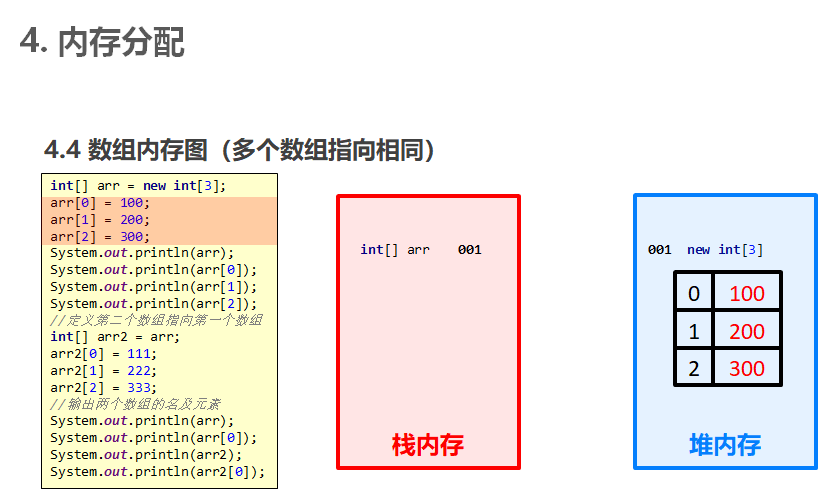 4. 内存分配
4.4 数组内存图（多个数组指向相同）
int[] arr = new int[3];
arr[0] = 100;
arr[1] = 200;
arr[2] = 300;
System.out.println(arr);
System.out.println(arr[0]);
System.out.println(arr[1]);
System.out.println(arr[2]);
//定义第二个数组指向第一个数组
int[] arr2 = arr;
arr2[0] = 111;
arr2[1] = 222;
arr2[2] = 333;
//输出两个数组的名及元素
System.out.println(arr);
System.out.println(arr[0]);
System.out.println(arr2);
System.out.println(arr2[0]);
int[] arr 001
栈内存
001 new int[3]
0 100
1 200
2 300
堆内存